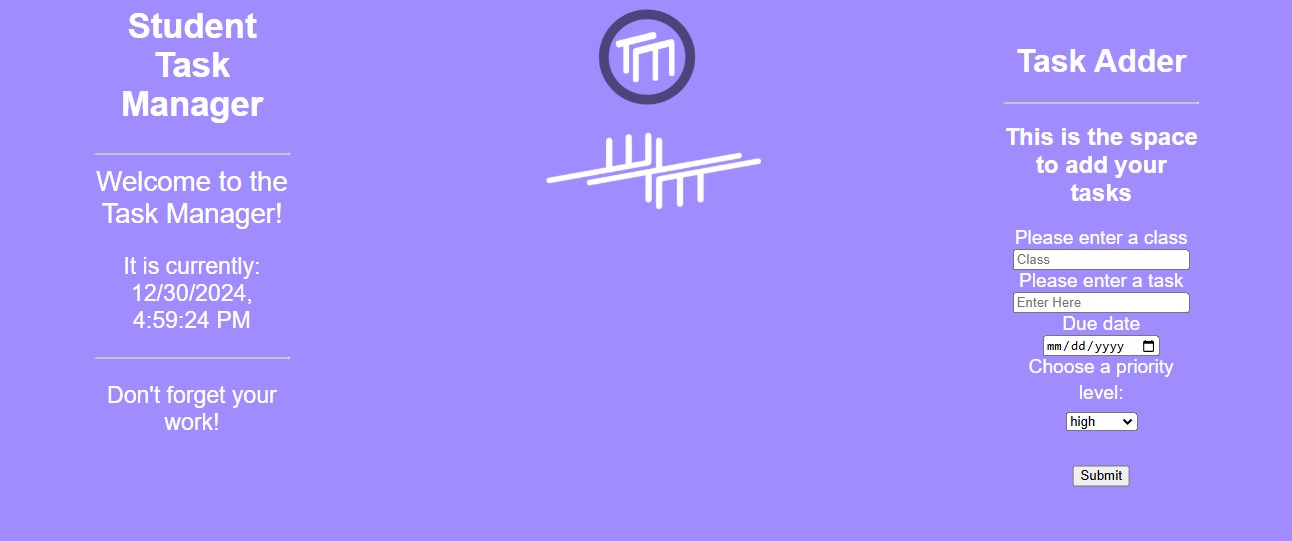 Student
Task
Manager
Welcome to the
Task Manager!
It is currently:
12/30/2024,
4:59:24 PM
Don't forget your
work!
TM
Task Adder
This is the space
to add your
tasks
Please enter a class
Class
Please enter a task
Enter Here
Due date
mm/dd/yyyy
Choose a priority
level:
high
Submit